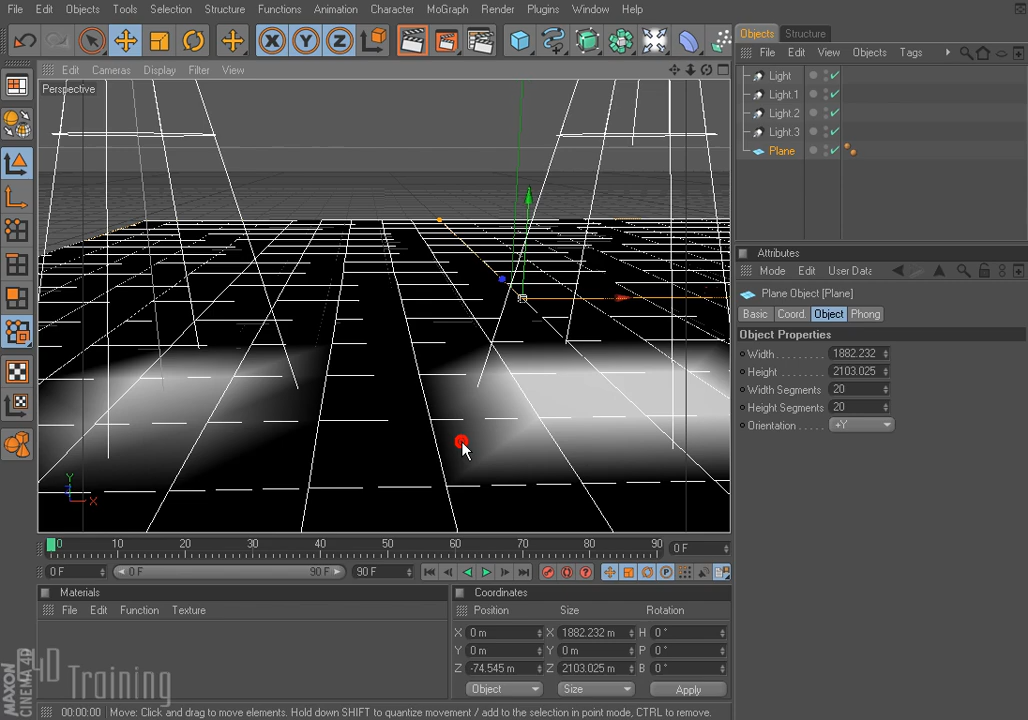 File Edit Objects Tools Selection Structure Functions Animation Character MoGraph Render Plugins Window Help
X Y Z
Edit Cameras Display Filter View
Perspective
Y
Z X
0 10 20 30 40 50 60 70 80 90 0 F
0 F 0 F 90 F 90 F
Materials
File Edit Function Texture
Coordinates
Position Size Rotation
X 0 m X 1882.232 m H 0 °
Y 0 m Y 0 m P 0 °
Z -74.545 m Z 2103.025 m B 0 °
Object Size Apply
MAXON CINEMA 4D
4D Training
00:00:00 Move: Click and drag to move elements. Hold down SHIFT to quantize movement / add to the selection in point mode, CTRL to remove.
Objects Structure
File Edit View Objects Tags
Light
Light.1
Light.2
Light.3
Plane
Attributes
Mode Edit User Data
Plane Object [Plane]
Basic Coord. Object Phong
Object Properties
Width 1882.232
Height 2103.025
Width Segments 20
Height Segments 20
Orientation +Y